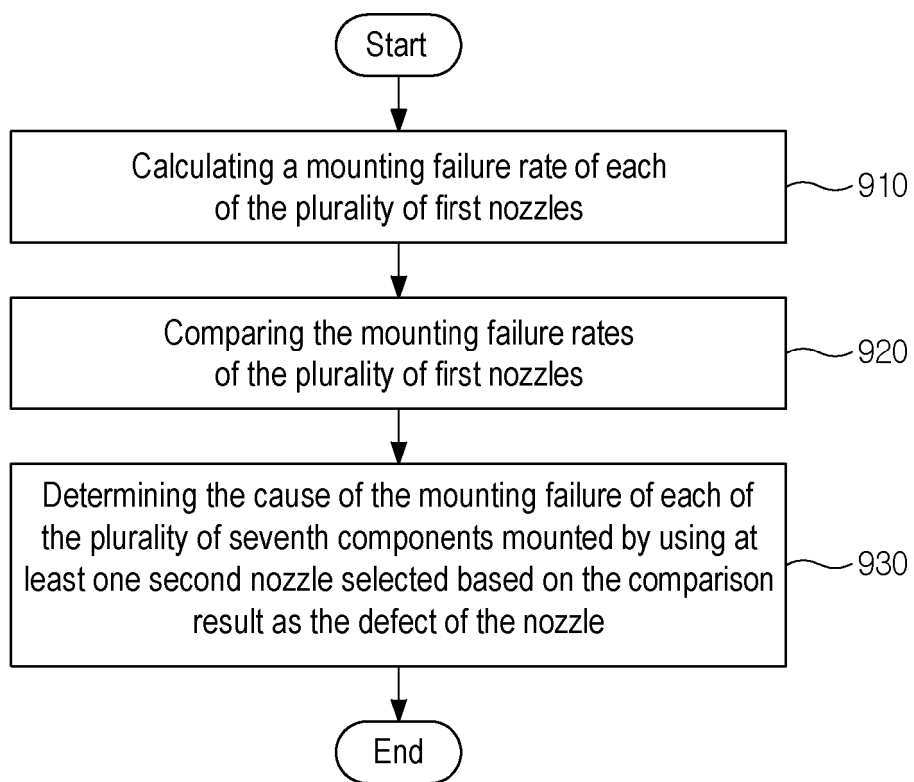 Start
Calculating a mounting failure rate of each
of the plurality of first nozzles
910
Comparing the mounting failure rates
of the plurality of first nozzles
920
Determining the cause of the mounting failure of each of
the plurality of seventh components mounted by using at
least one second nozzle selected based on the comparison
result as the defect of the nozzle
930
End